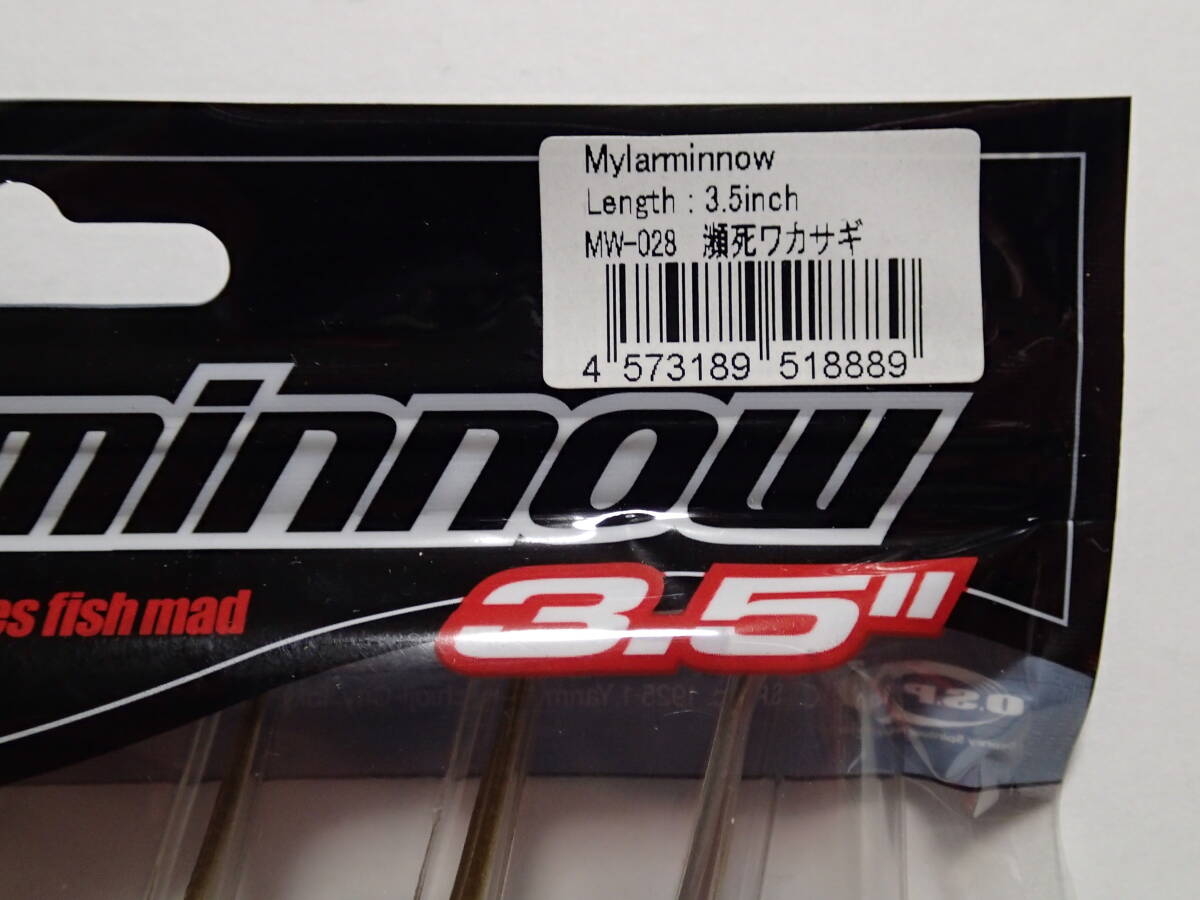 Mylarminnow
Length : 3.5inch
MW-028 瀕死ワカサギ
4 573189 518889
minnow
es fish mad
3.5"
O.S.P